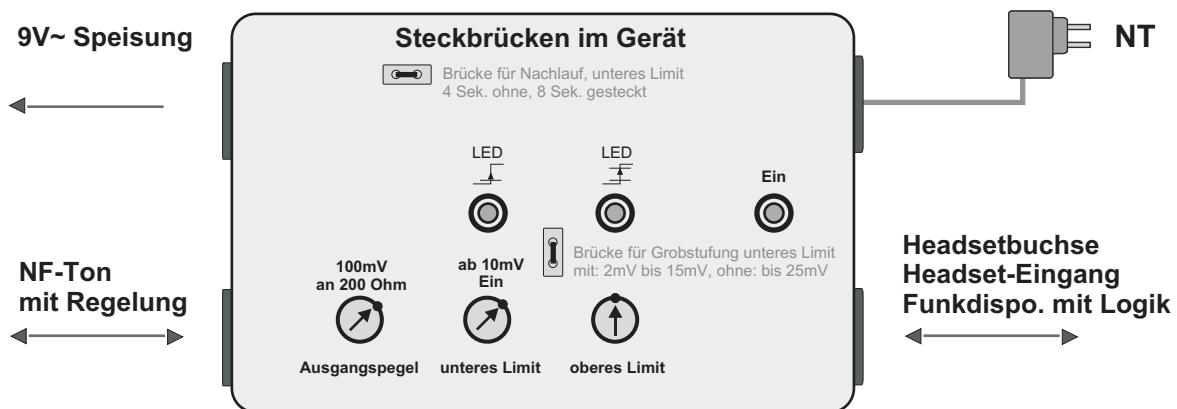 9V~ Speisung
Steckbrücken im Gerät
NT
Brücke für Nachlauf, unteres Limit
4 Sek. ohne, 8 Sek. gesteckt
LED
LED
Ein
Brücke für Grobstufung unteres Limit
mit: 2mV bis 15mV, ohne: bis 25mV
NF-Ton
mit Regelung
100mV
an 200 Ohm
ab 10mV
Ein
Headsetbuchse
Headset-Eingang
Funkdispo. mit Logik
Ausgangspegel
unteres Limit
oberes Limit